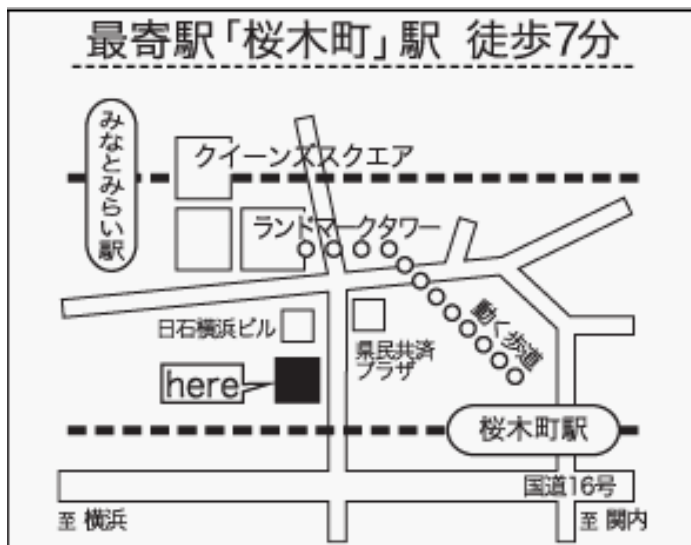 最寄駅「桜木町」駅 徒歩7分
みなとみらい駅
クイーンズスクエア
ランドマークタワー
日石横浜ビル
県民共済
プラザ
動く歩道
here
桜木町駅
国道16号
至 横浜
至 関内